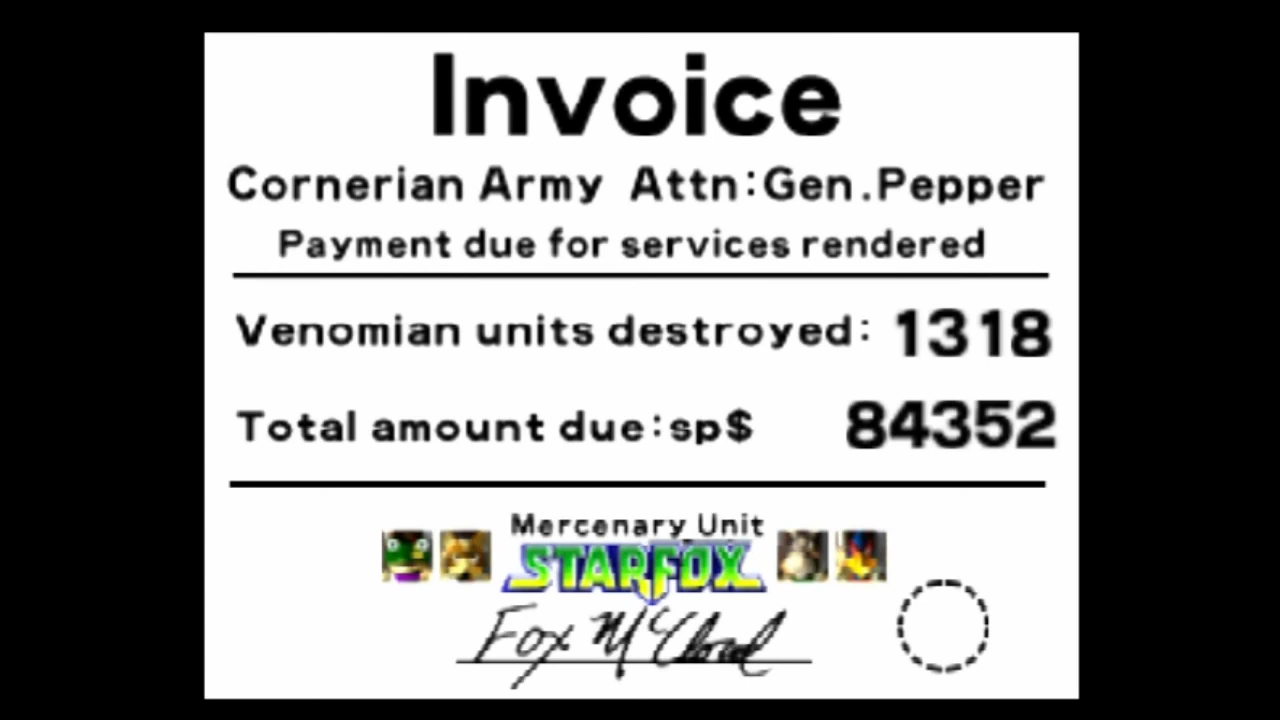 Invoice
Cornerian Army Attn:Gen.Pepper
Payment due for services rendered
Venomian units destroyed: 1318
Total amount due:sp$ 84352
Mercenary Unit
STARFOX
Fox McCloud